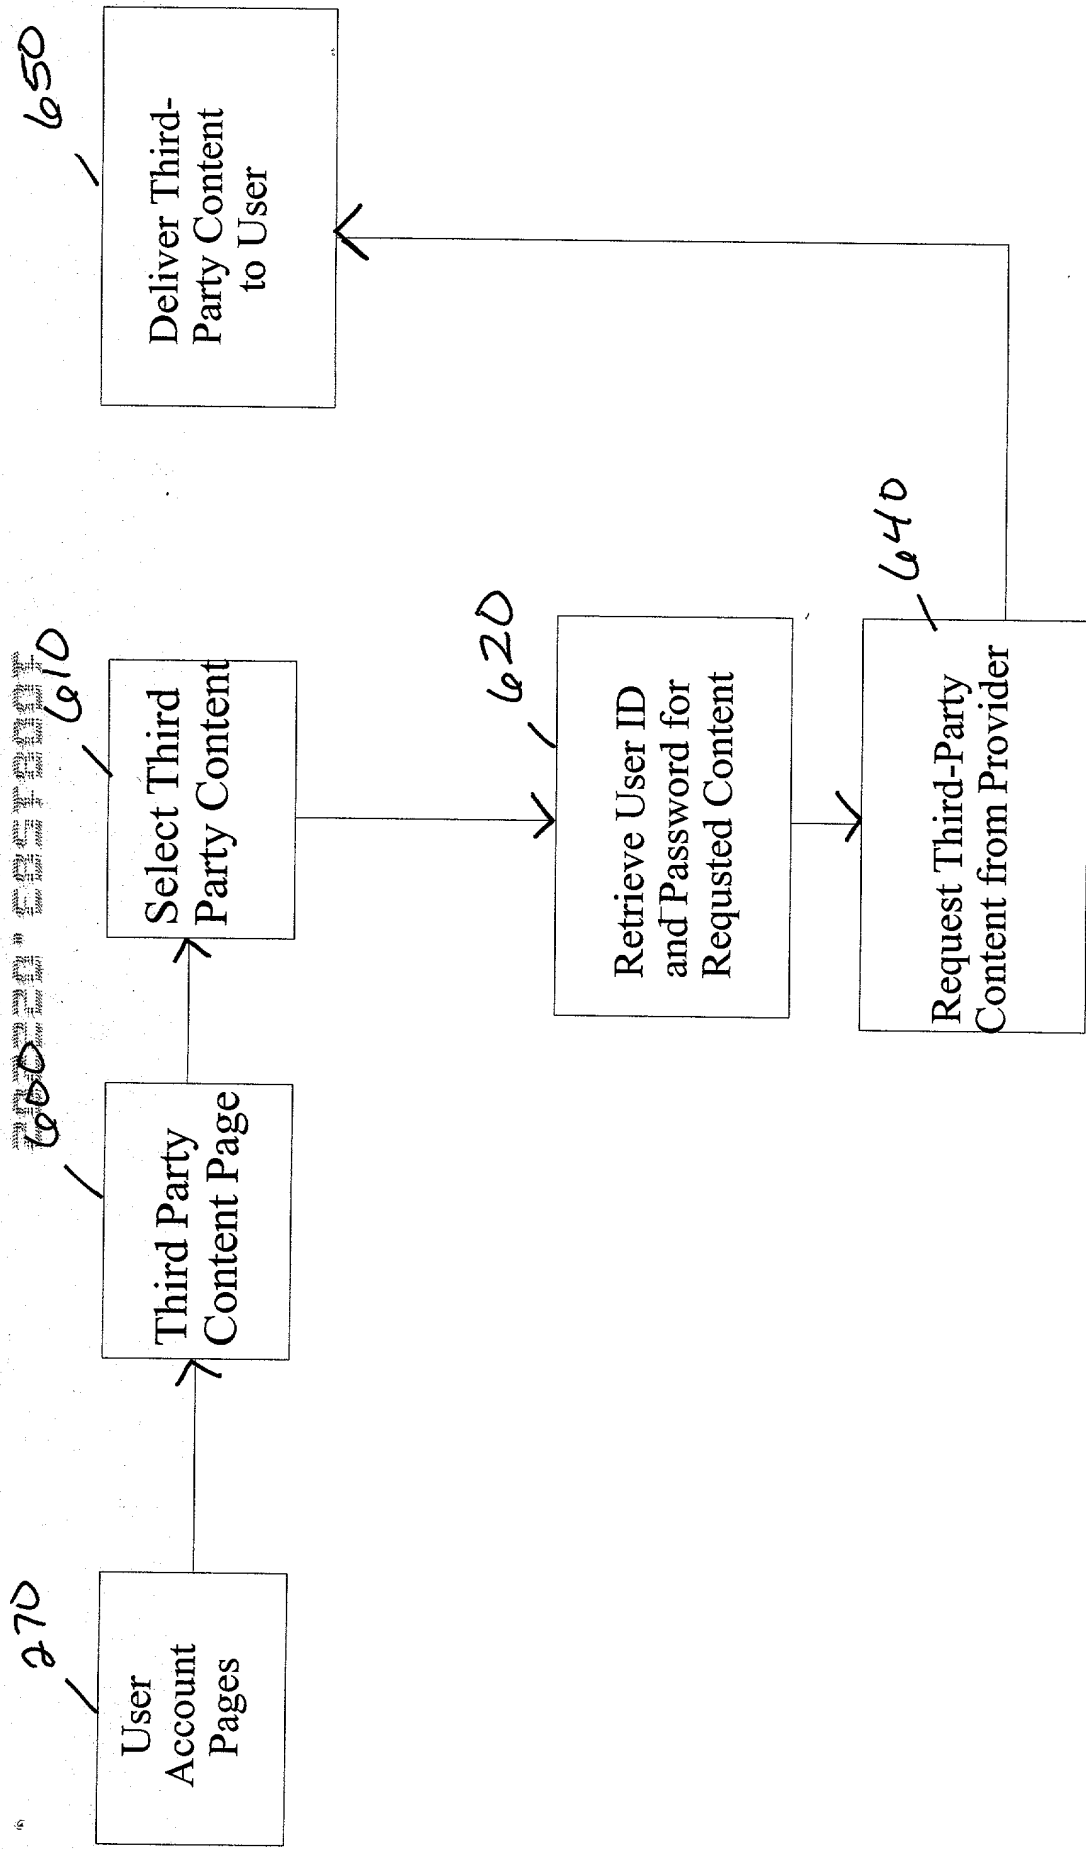 270
User
Account
Pages
600
Third Party
Content Page
610
Select Third
Party Content
620
Retrieve User ID
and Password for
Requsted Content
640
Request Third-Party
Content from Provider
650
Deliver Third-
Party Content
to User